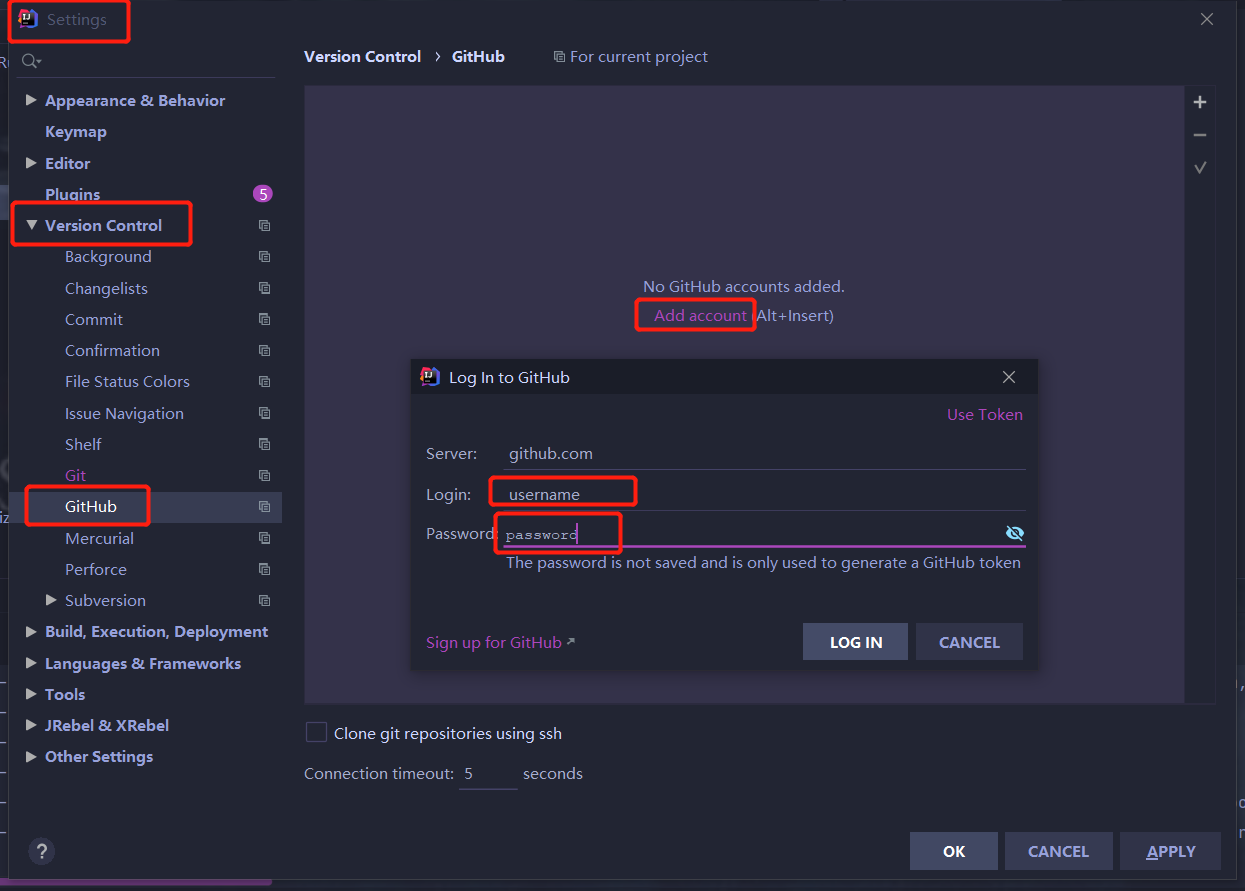 Settings
Version Control › GitHub For current project
Appearance & Behavior
Keymap
Editor
Plugins 5
Version Control
Background
Changelists
Commit
Confirmation
File Status Colors
Issue Navigation
Shelf
Git
GitHub
Mercurial
Perforce
Subversion
Build, Execution, Deployment
Languages & Frameworks
Tools
JRebel & XRebel
Other Settings
No GitHub accounts added.
Add account (Alt+Insert)
Log In to GitHub
Use Token
Server: github.com
Login: username
Password: password
The password is not saved and is only used to generate a GitHub token
Sign up for GitHub
LOG IN CANCEL
Clone git repositories using ssh
Connection timeout: 5 seconds
? OK CANCEL APPLY